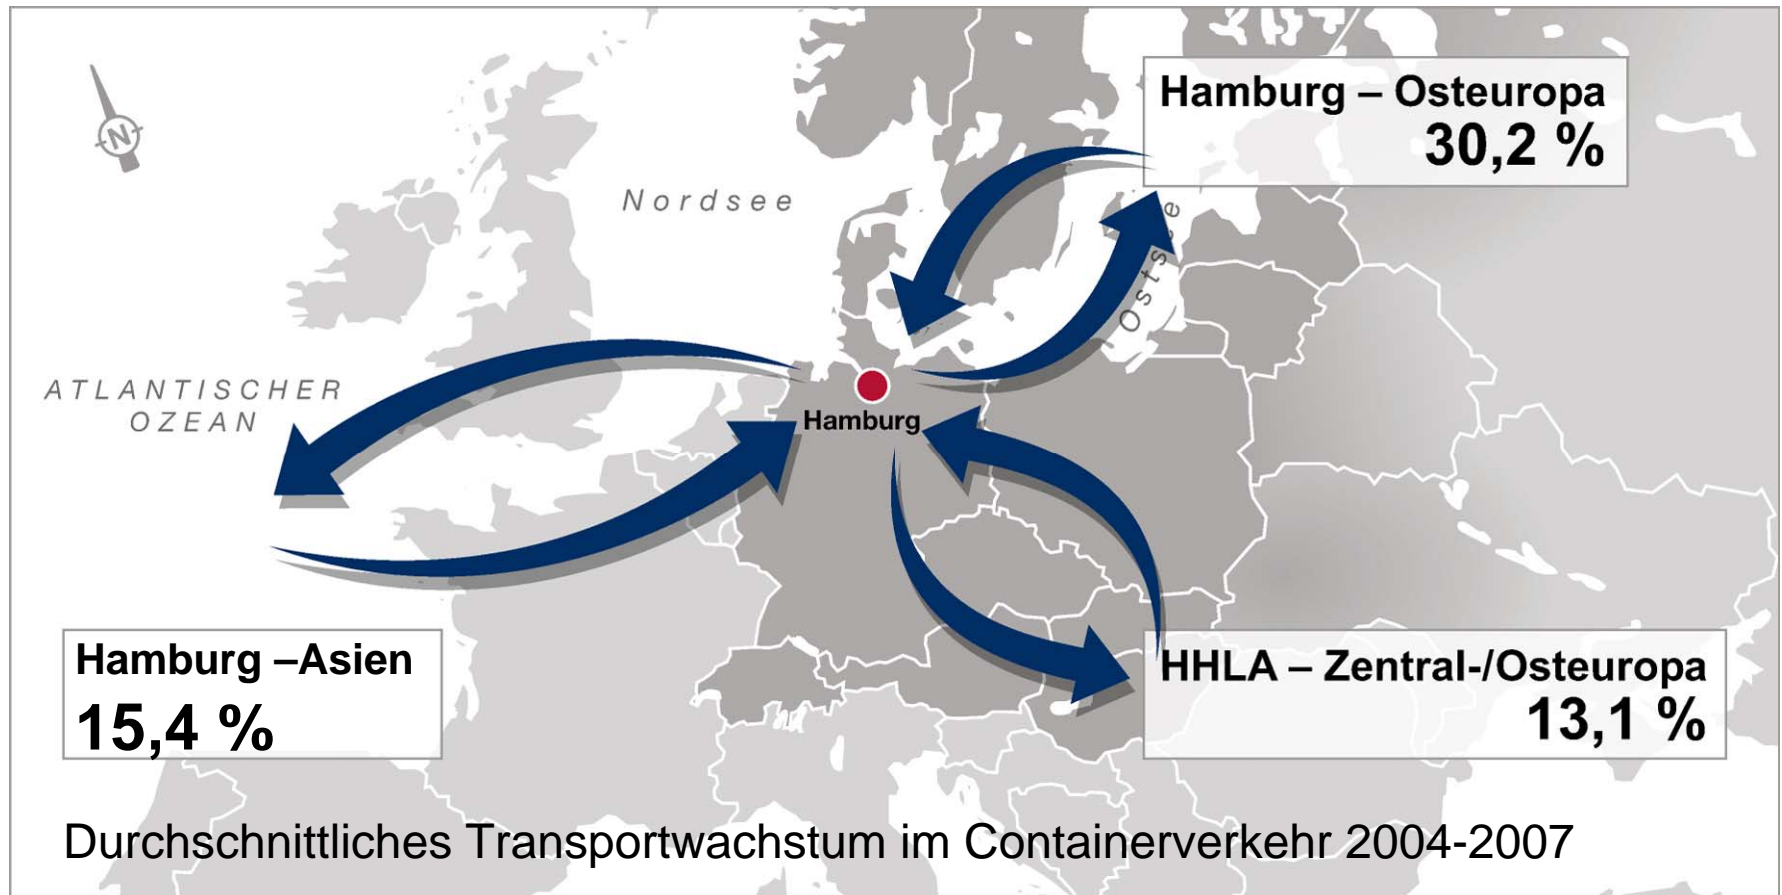 N
Hamburg – Osteuropa
30,2 %
Nordsee
Ostsee
ATLANTISCHER
OZEAN
Hamburg
Hamburg –Asien
15,4 %
HHLA – Zentral-/Osteuropa
13,1 %
Durchschnittliches Transportwachstum im Containerverkehr 2004-2007